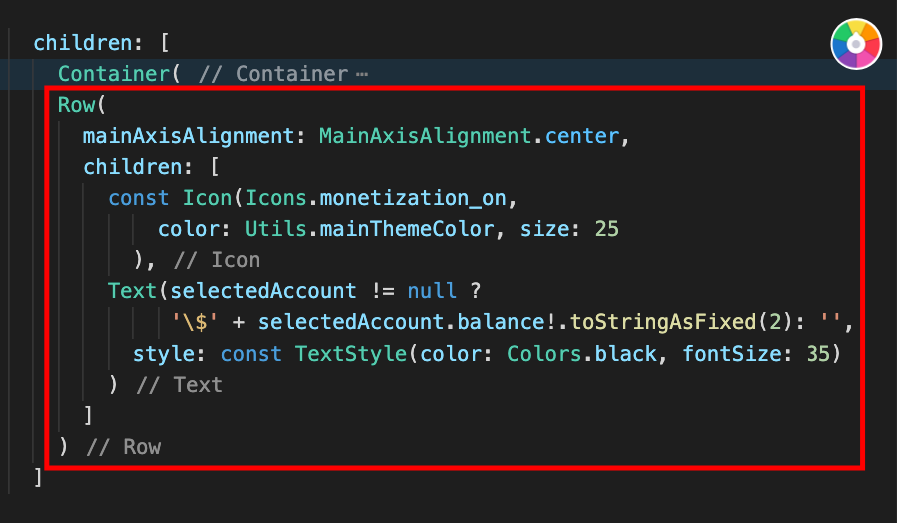 children: [
Container( // Container ⋯
Row(
mainAxisAlignment: MainAxisAlignment.center,
children: [
const Icon(Icons.monetization_on,
color: Utils.mainThemeColor, size: 25
), // Icon
Text(selectedAccount != null ?
'\$' + selectedAccount.balance!.toStringAsFixed(2): '',
style: const TextStyle(color: Colors.black, fontSize: 35)
) // Text
]
) // Row
]